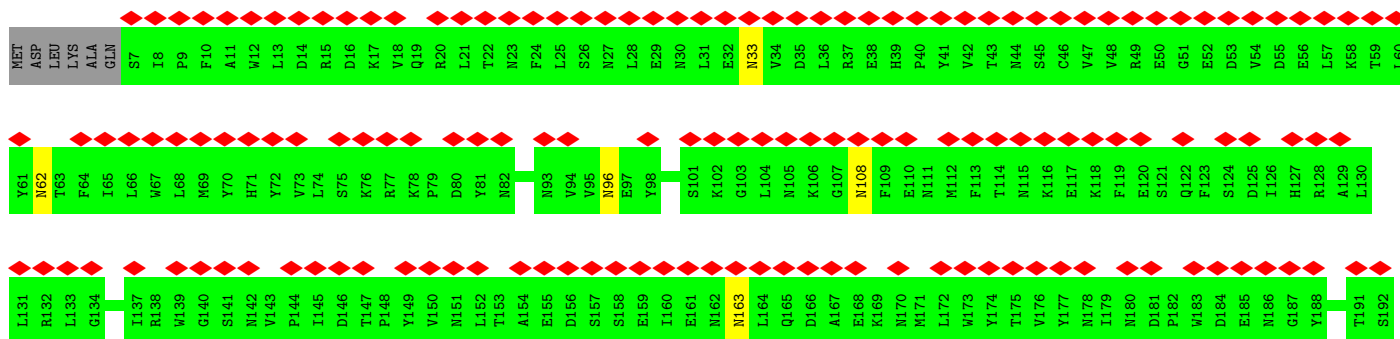 MET ASP LEU LYS ALA GLN S7 I8 P9 F10 A11 W12 L13 D14 R15 D16 K17 V18 Q19 R20 L21 T22 N23 F24 L25 S26 N27 L28 E29 N30 L31 E32 N33 V34 D35 L36 R37 E38 H39 P40 Y41 V42 T43 N44 S45 C46 V47 V48 R49 E50 G51 E52 D53 V54 D55 E56 L57 K58 T59 L60
Y61 N62 T63 F64 I65 L66 W67 L68 M69 Y70 H71 Y72 V73 L74 S75 K76 R77 K78 P79 D80 Y81 N82 N93 V94 V95 N96 E97 Y98 S101 K102 G103 L104 N105 K106 G107 N108 F109 E110 N111 M112 F113 T114 N115 K116 E117 K118 F119 E120 S121 Q122 F123 S124 D125 I126 H127 R128 A129 L130
L131 R132 L133 G134 I137 R138 W139 G140 S141 N142 V143 P144 I145 D146 T147 P148 Y149 V150 N151 L152 T153 A154 E155 D156 S157 S158 E159 I160 E161 N162 N163 L164 Q165 D166 A167 E168 K169 N170 M171 L172 W173 Y174 T175 V176 Y177 N178 I179 N180 D181 P182 W183 D184 E185 N186 G187 Y188 T191 S192